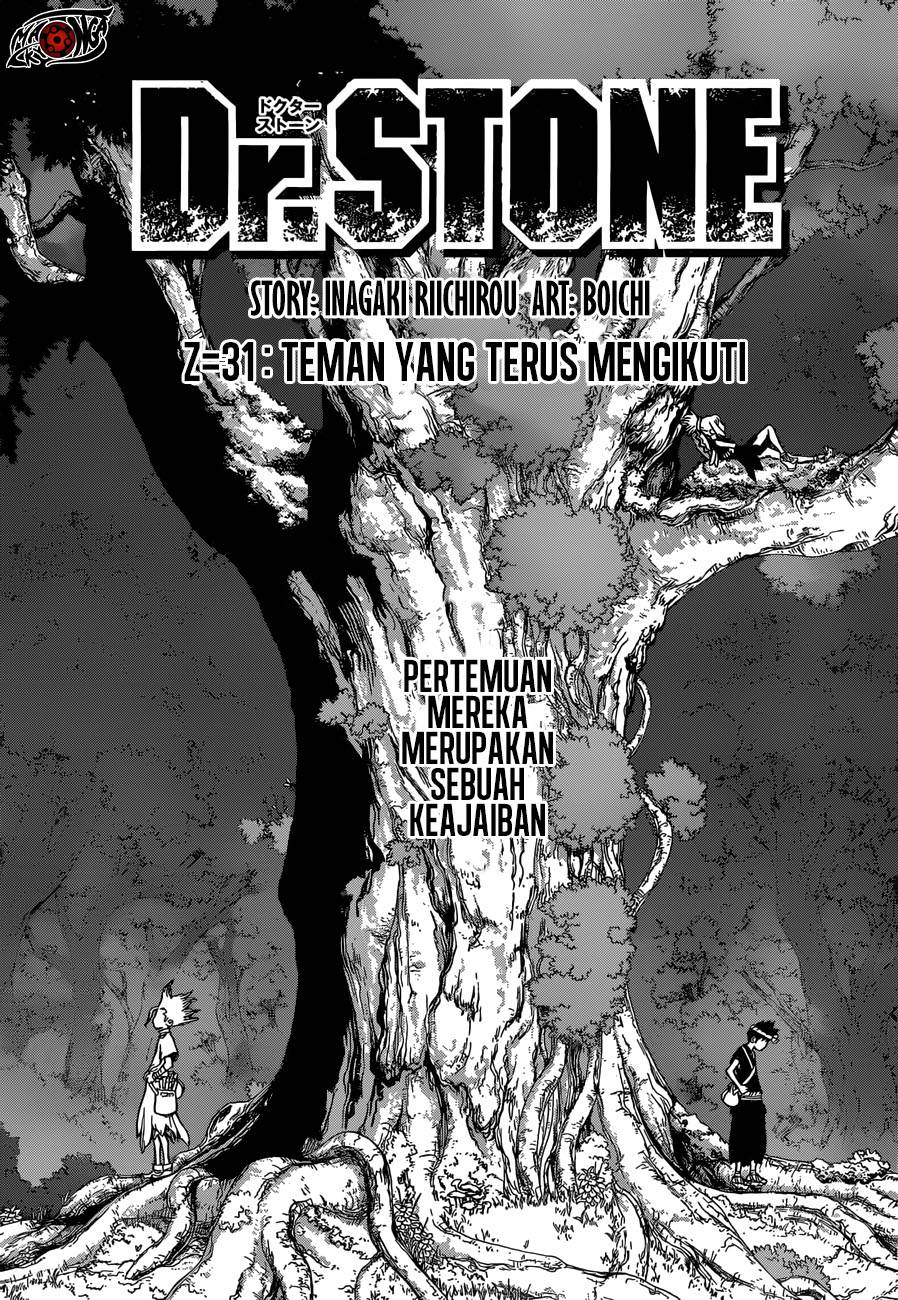 MANGACKY
Dr.STONE
ドクター
ストーン
STORY: INAGAKI RIICHIROU ART: BOICHI
Z=31 : TEMAN YANG TERUS MENGIKUTI
PERTEMUAN
MEREKA
MERUPAKAN
SEBUAH
KEAJAIBAN